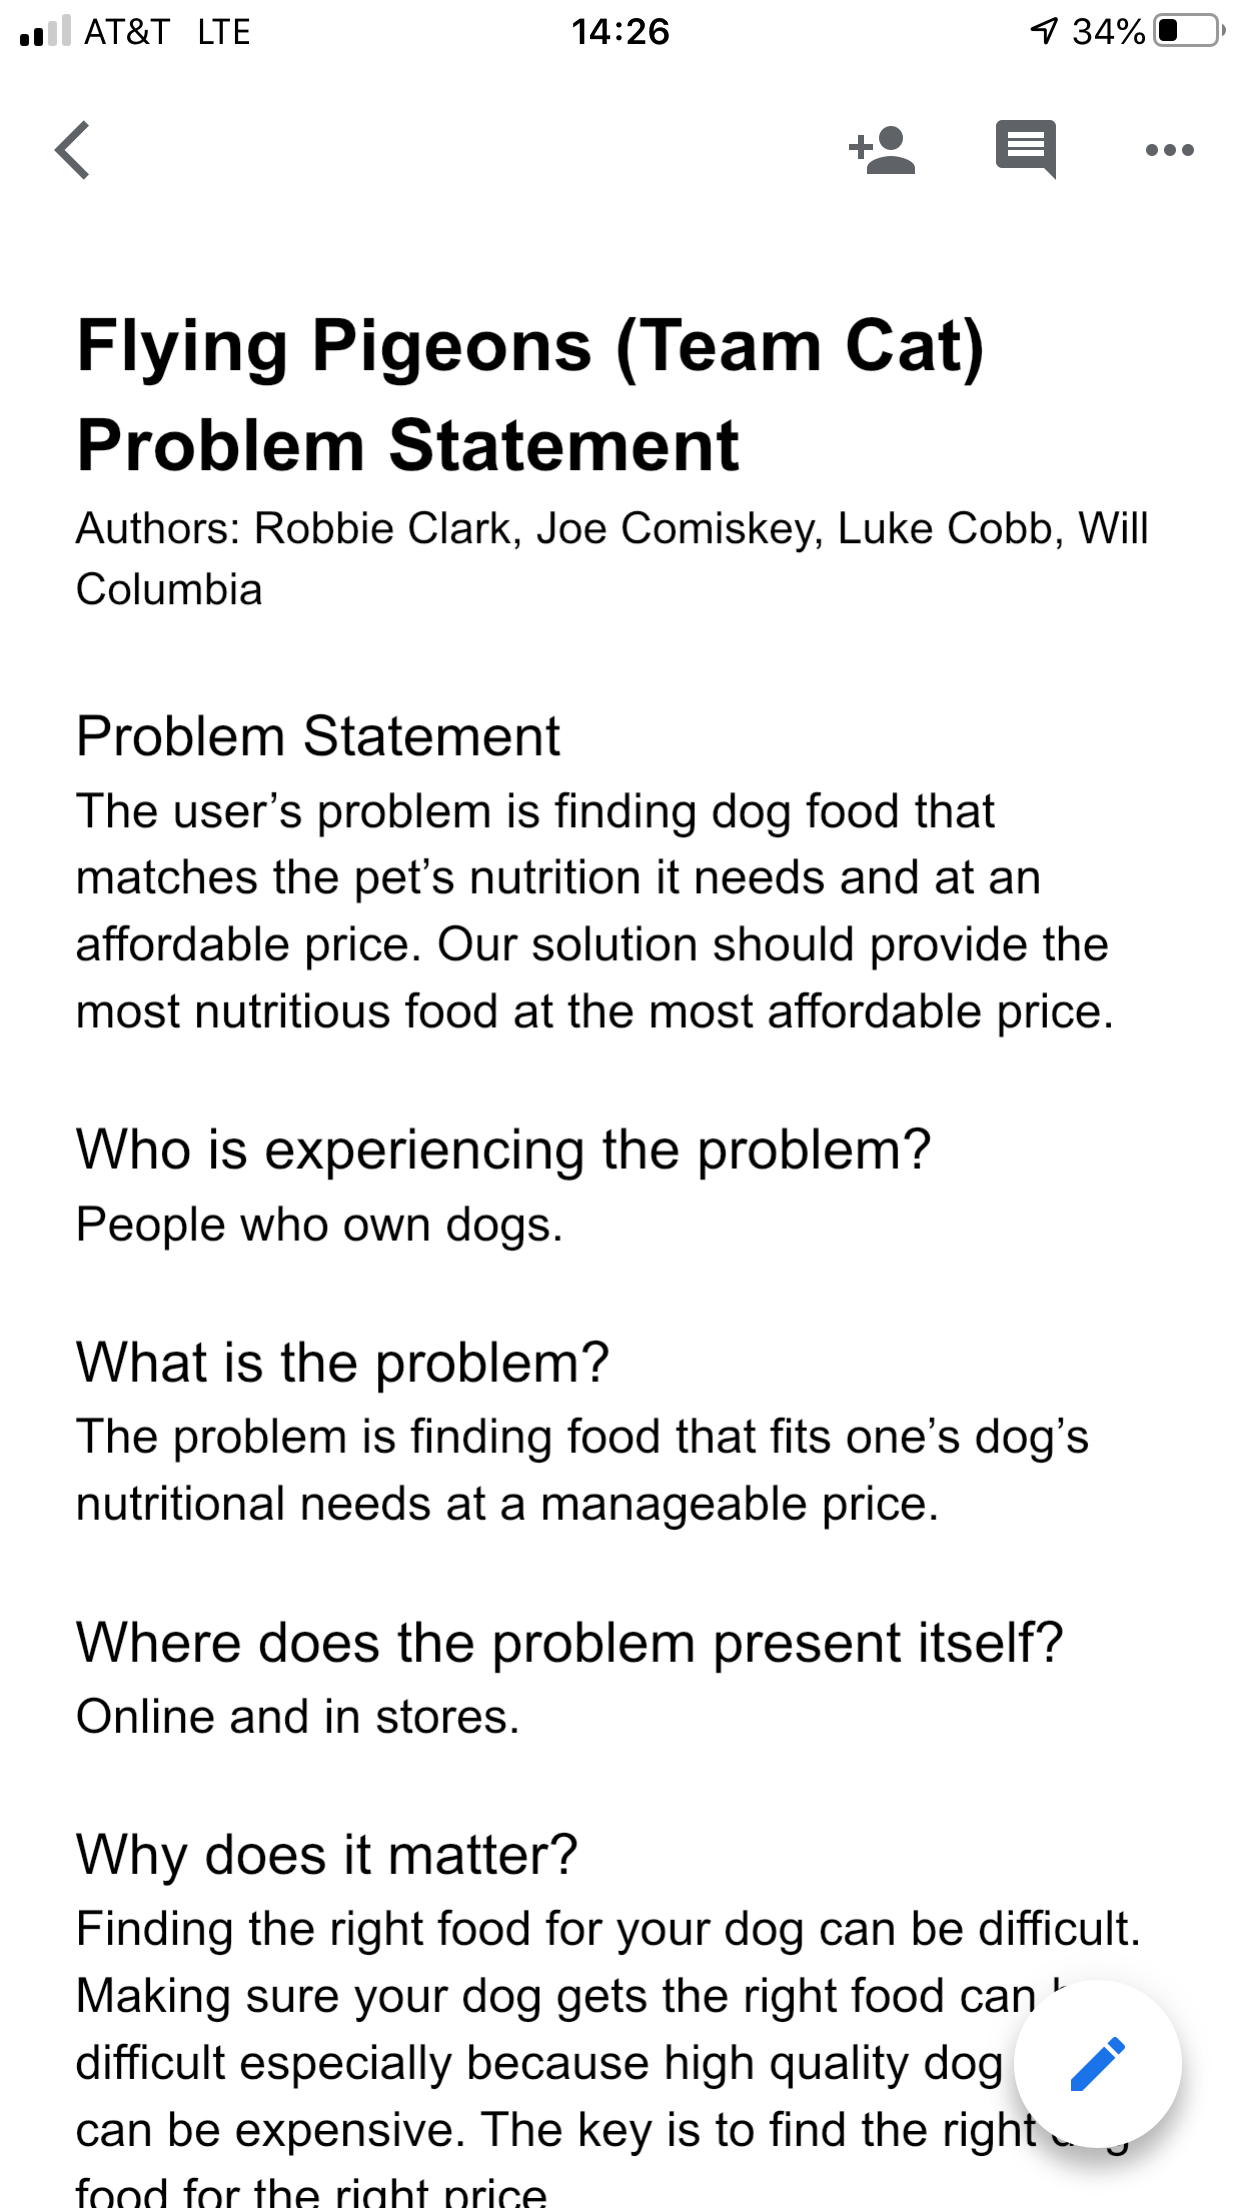 AT&T LTE 14:26 34%
Flying Pigeons (Team Cat)
Problem Statement
Authors: Robbie Clark, Joe Comiskey, Luke Cobb, Will
Columbia
Problem Statement
The user’s problem is finding dog food that
matches the pet’s nutrition it needs and at an
affordable price. Our solution should provide the
most nutritious food at the most affordable price.
Who is experiencing the problem?
People who own dogs.
What is the problem?
The problem is finding food that fits one’s dog’s
nutritional needs at a manageable price.
Where does the problem present itself?
Online and in stores.
Why does it matter?
Finding the right food for your dog can be difficult.
Making sure your dog gets the right food can
difficult especially because high quality dog
can be expensive. The key is to find the right
food for the right price